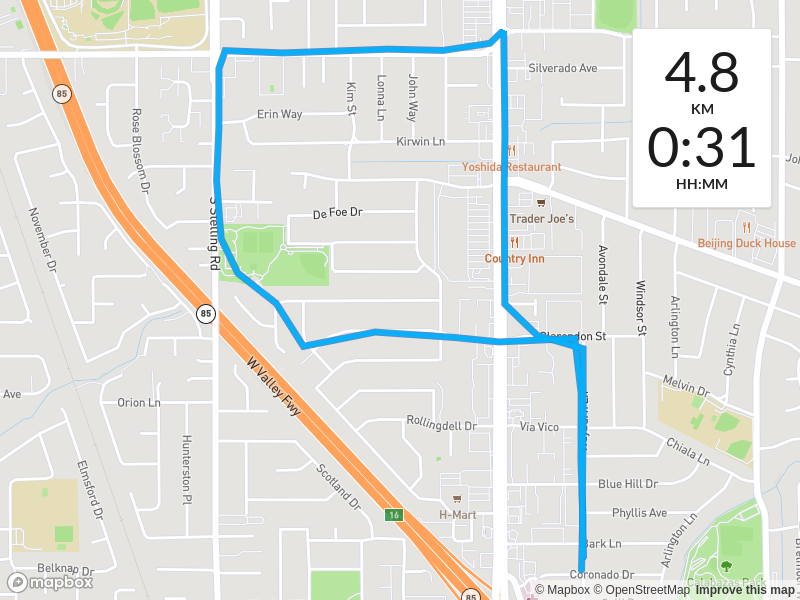 4.8
KM
0:31
HH:MM
85
Silverado Ave
John Way
Lonna Ln
Kim St
Erin Way
Kirwin Ln
Rose Blossom Dr
Yoshida Restaurant
De Foe Dr
Trader Joe's
S Stelling Rd
November Dr
Country Inn
Beijing Duck House
Avondale St
Windsor St
Arlington Ln
Cynthia Ln
85
Clarendon St
W Valley Fwy
Ave
Orion Ln
Melvin Dr
Rollingdell Dr
Via Vico
Chiala Ln
Hunterston Pl
Elmsford Dr
Scotland Dr
Blue Hill Dr
H-Mart
16
Phyllis Ave
Arlington Ln
Bark Ln
Belknap Dr
Coronado Dr
Calabazas Park
85
mapbox
© Mapbox © OpenStreetMap Improve this map